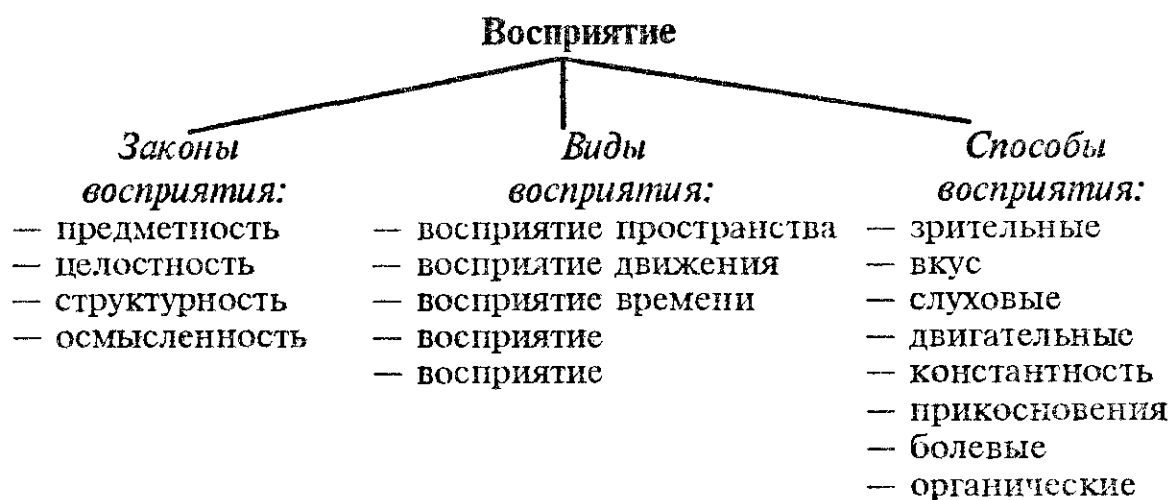 Восприятие
Законы
восприятия:
— предметность
— целостность
— структурность
— осмысленность
Виды
восприятия:
— восприятие пространства
— восприятие движения
— восприятие времени
— восприятие
— восприятие
Способы
восприятия:
— зрительные
— вкус
— слуховые
— двигательные
— константность
— прикосновения
— болевые
— органические